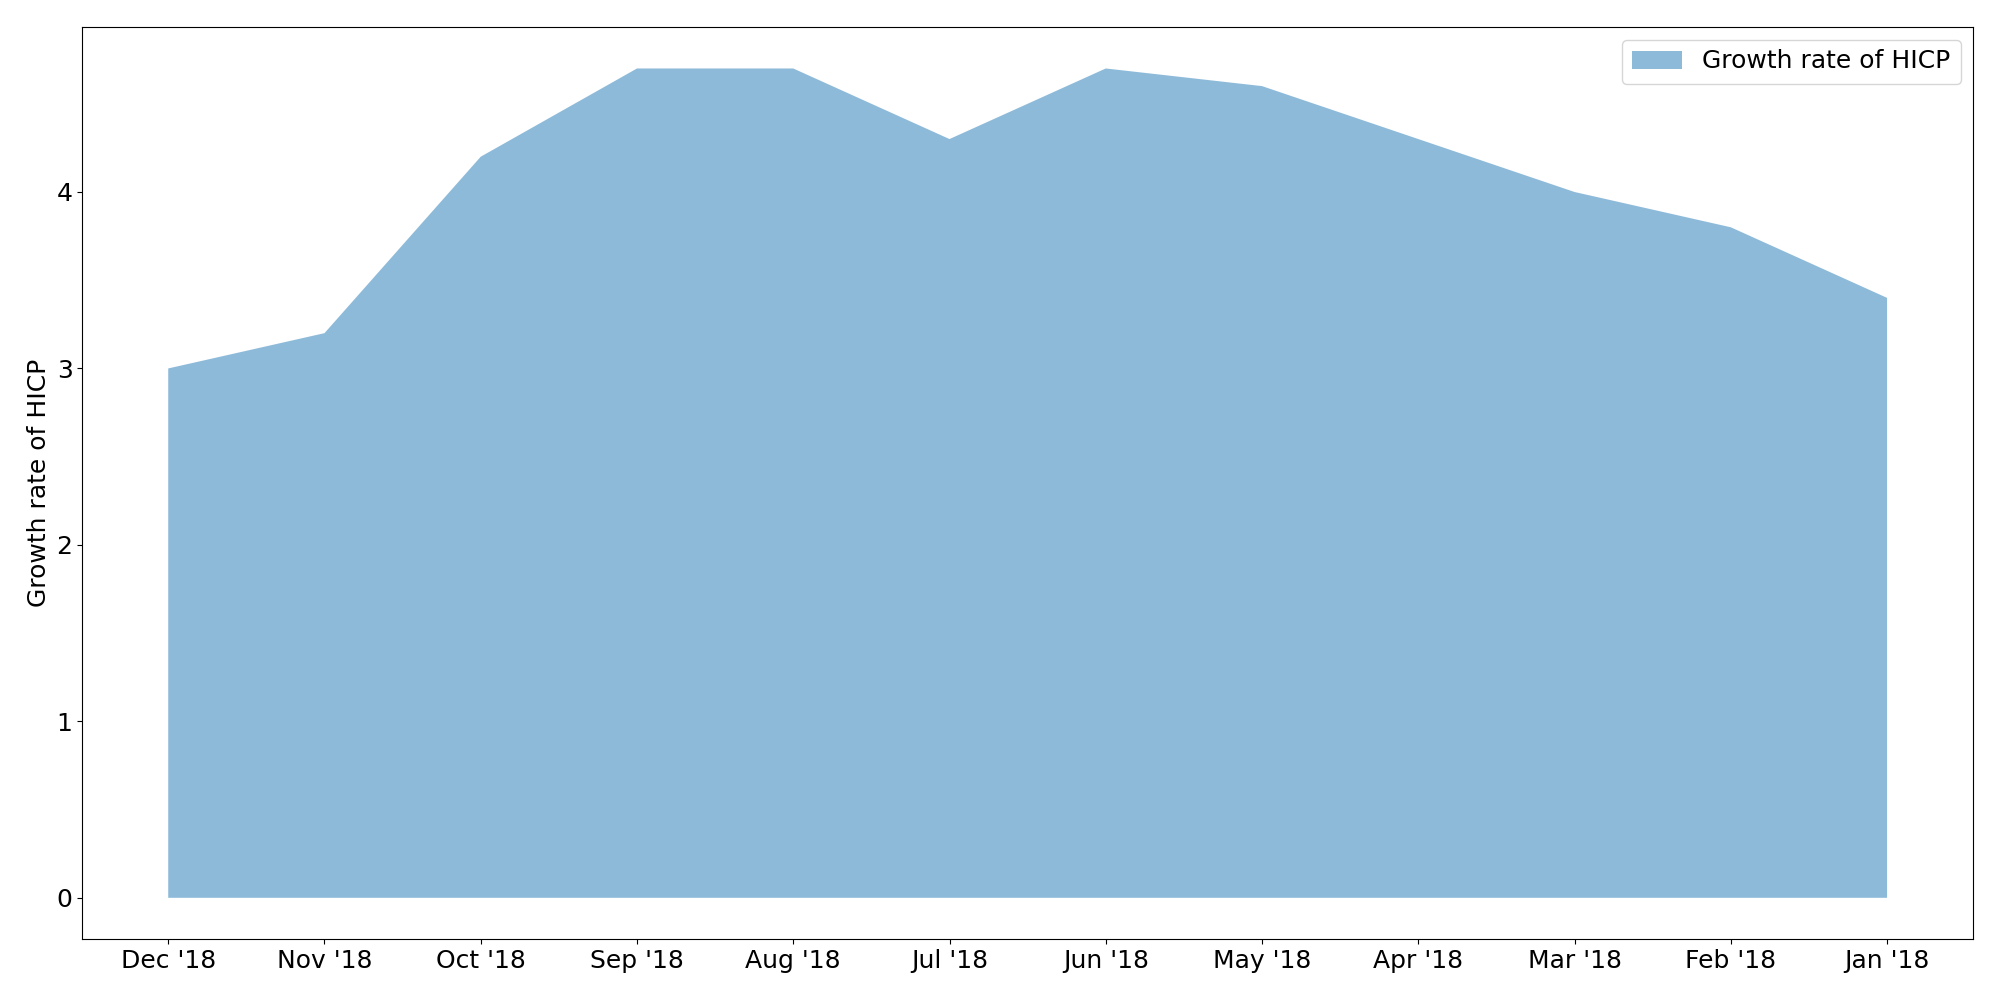 Growth rate of HICP
Growth rate of HICP
4
3
2
1
0
Dec '18 Nov '18 Oct '18 Sep '18 Aug '18 Jul '18 Jun '18 May '18 Apr '18 Mar '18 Feb '18 Jan '18